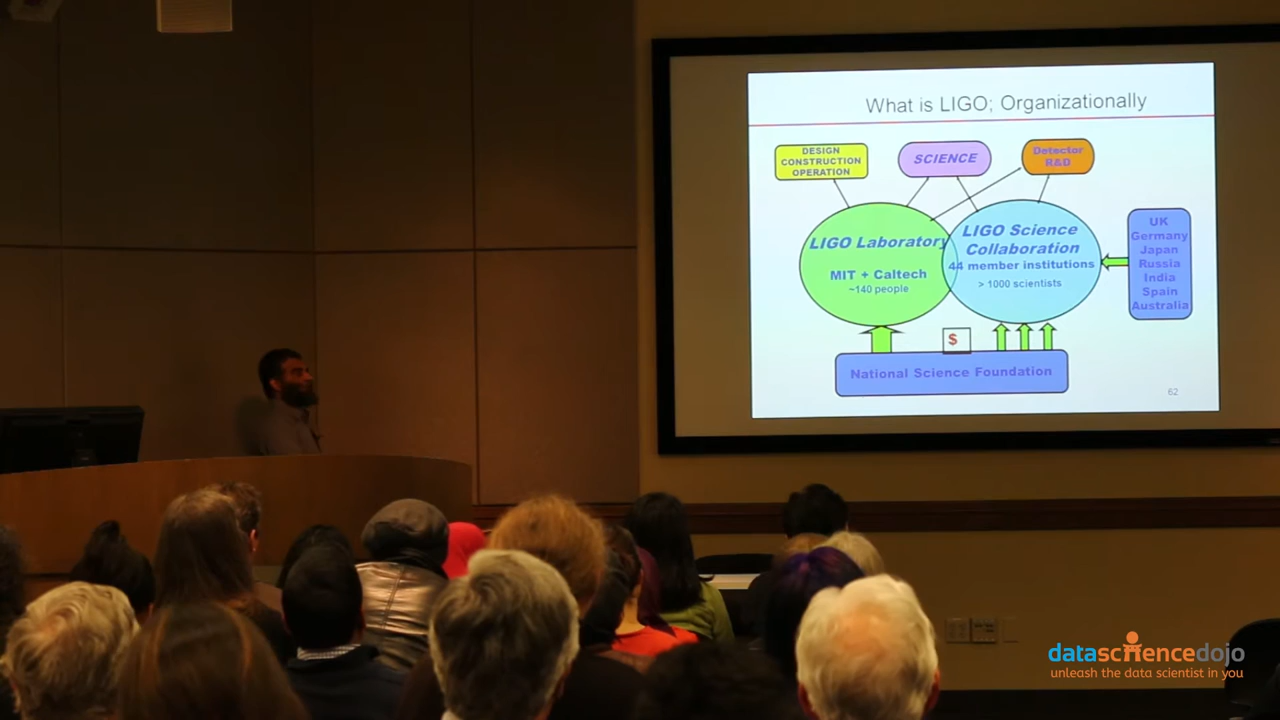 What is LIGO; Organizationally
DESIGN
CONSTRUCTION
OPERATION
SCIENCE
Detector
R&D
LIGO Laboratory
MIT + Caltech
~140 people
LIGO Science
Collaboration
44 member institutions
> 1000 scientists
UK
Germany
Japan
Russia
India
Spain
Australia
$
National Science Foundation
62
datasciencedojo
unleash the data scientist in you